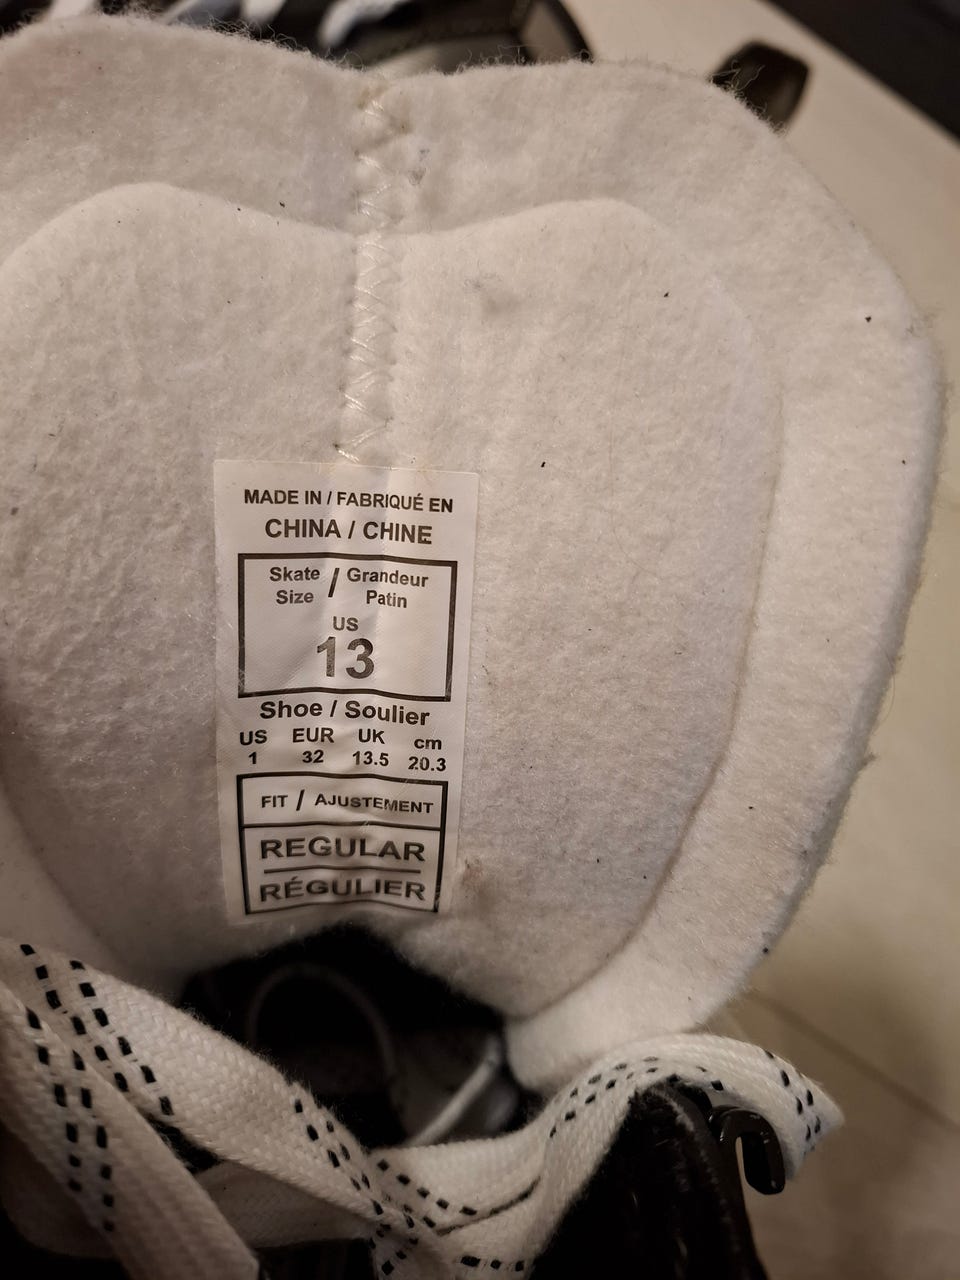 MADE IN / FABRIQUÉ EN
CHINA / CHINE
Skate / Grandeur
Size Patin
US
13
Shoe / Soulier
US EUR UK cm
1 32 13.5 20.3
FIT / AJUSTEMENT
REGULAR
RÉGULIER